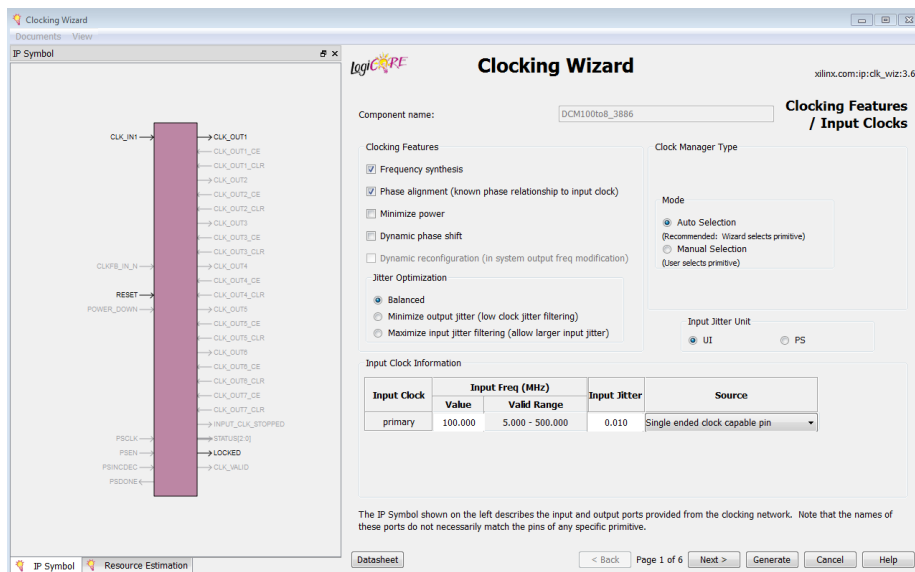 Clocking Wizard
Documents View
IP Symbol
CLK_IN1
CLKFB_IN_N
RESET
POWER_DOWN
PSCLK
PSEN
PSINCDEC
PSDONE
CLK_OUT1
CLK_OUT1_CE
CLK_OUT1_CLR
CLK_OUT2
CLK_OUT2_CE
CLK_OUT2_CLR
CLK_OUT3
CLK_OUT3_CE
CLK_OUT3_CLR
CLK_OUT4
CLK_OUT4_CE
CLK_OUT4_CLR
CLK_OUT5
CLK_OUT5_CE
CLK_OUT5_CLR
CLK_OUT6
CLK_OUT6_CE
CLK_OUT6_CLR
CLK_OUT7_CE
CLK_OUT7_CLR
INPUT_CLK_STOPPED
STATUS[2:0]
LOCKED
CLK_VALID
IP Symbol Resource Estimation
LogiCORE
Clocking Wizard
xilinx.com:ip:clk_wiz:3.6
Component name: DCM100to8_3886
Clocking Features
/ Input Clocks
Clocking Features
Frequency synthesis
Phase alignment (known phase relationship to input clock)
Minimize power
Dynamic phase shift
Dynamic reconfiguration (in system output freq modification)
Jitter Optimization
Balanced
Minimize output jitter (low clock jitter filtering)
Maximize input jitter filtering (allow larger input jitter)
Clock Manager Type
Mode
Auto Selection
(Recommended: Wizard selects primitive)
Manual Selection
(User selects primitive)
Input Jitter Unit
UI PS
Input Clock Information
Input Clock Input Freq (MHz) Input Jitter Source
Value Valid Range
primary 100.000 5.000 - 500.000 0.010 Single ended clock capable pin
The IP Symbol shown on the left describes the input and output ports provided from the clocking network. Note that the names of
these ports do not necessarily match the pins of any specific primitive.
Datasheet < Back Page 1 of 6 Next > Generate Cancel Help